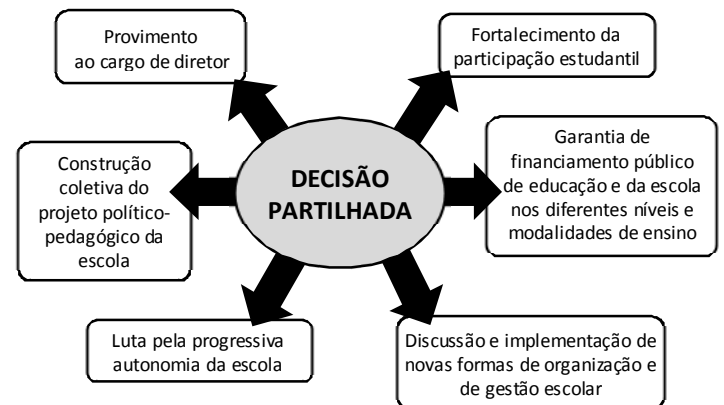 Provimento
ao cargo de diretor
Fortalecimento da
participação estudantil
Construção
coletiva do
projeto político-
pedagógico da
escola
DECISÃO
PARTILHADA
Garantia de
financiamento público
de educação e da escola
nos diferentes níveis e
modalidades de ensino
Luta pela progressiva
autonomia da escola
Discussão e implementação de
novas formas de organização e
de gestão escolar